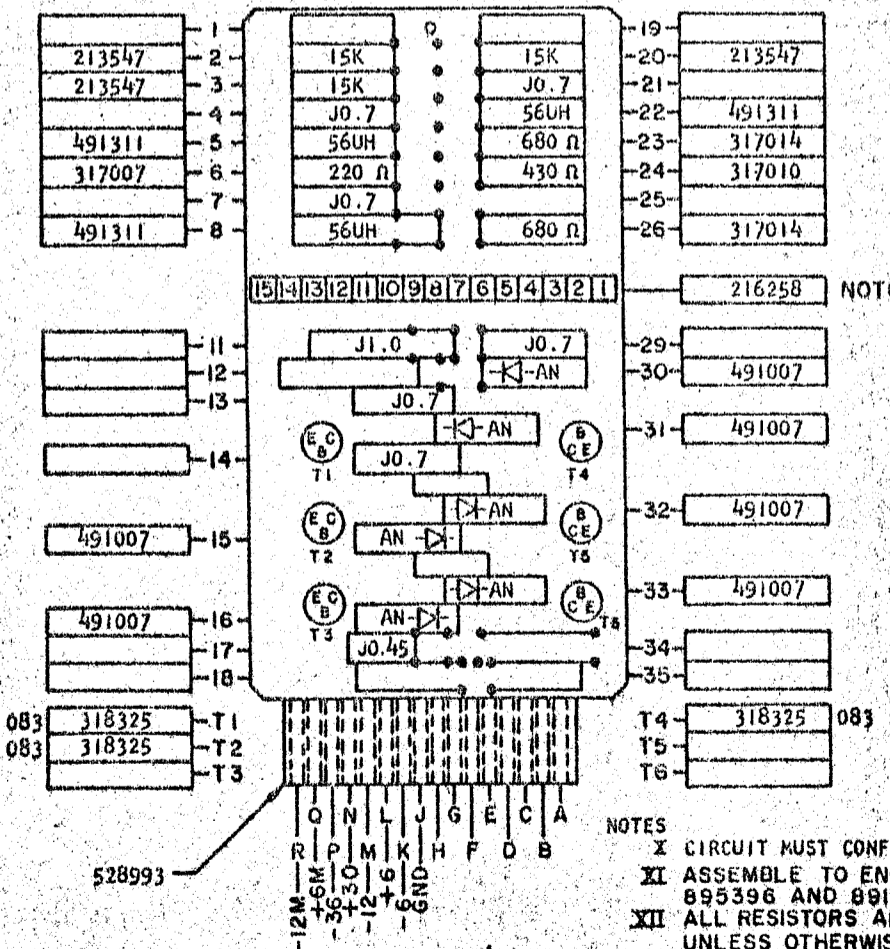 1 19
213547 2 15K 15K 20 213547
213547 3 15K J0.7 21
4 J0.7 56UH 22 491311
491311 5 56UH 680 Ω 23 317014
317007 6 220 Ω 430 Ω 24 317010
7 J0.7 25
491311 8 56UH 680 Ω 26 317014
15 14 13 12 11 10 9 8 7 6 5 4 3 2 1 216258
11 J1.0 J0.7 29
12 AN 30 491007
13 J0.7
AN 31 491007
E C B T1 B C E T4
14 J0.7
AN 32 491007
E C B T2 B C E T5
491007 15 AN
AN 33 491007
E C B T3 B C E T6
491007 16 AN
17 J0.45 34
18 35
083 318325 T1 T4 318325 083
083 318325 T2 T5
T3 T6
Q N L J G E C A
R P M K H F D B
528993
-12M +6M -36 +30 -12 +6 -6 GND
NOTES
X CIRCUIT MUST
XI ASSEMBLE TO
895396 AND
XII ALL RESISTORS
UNLESS